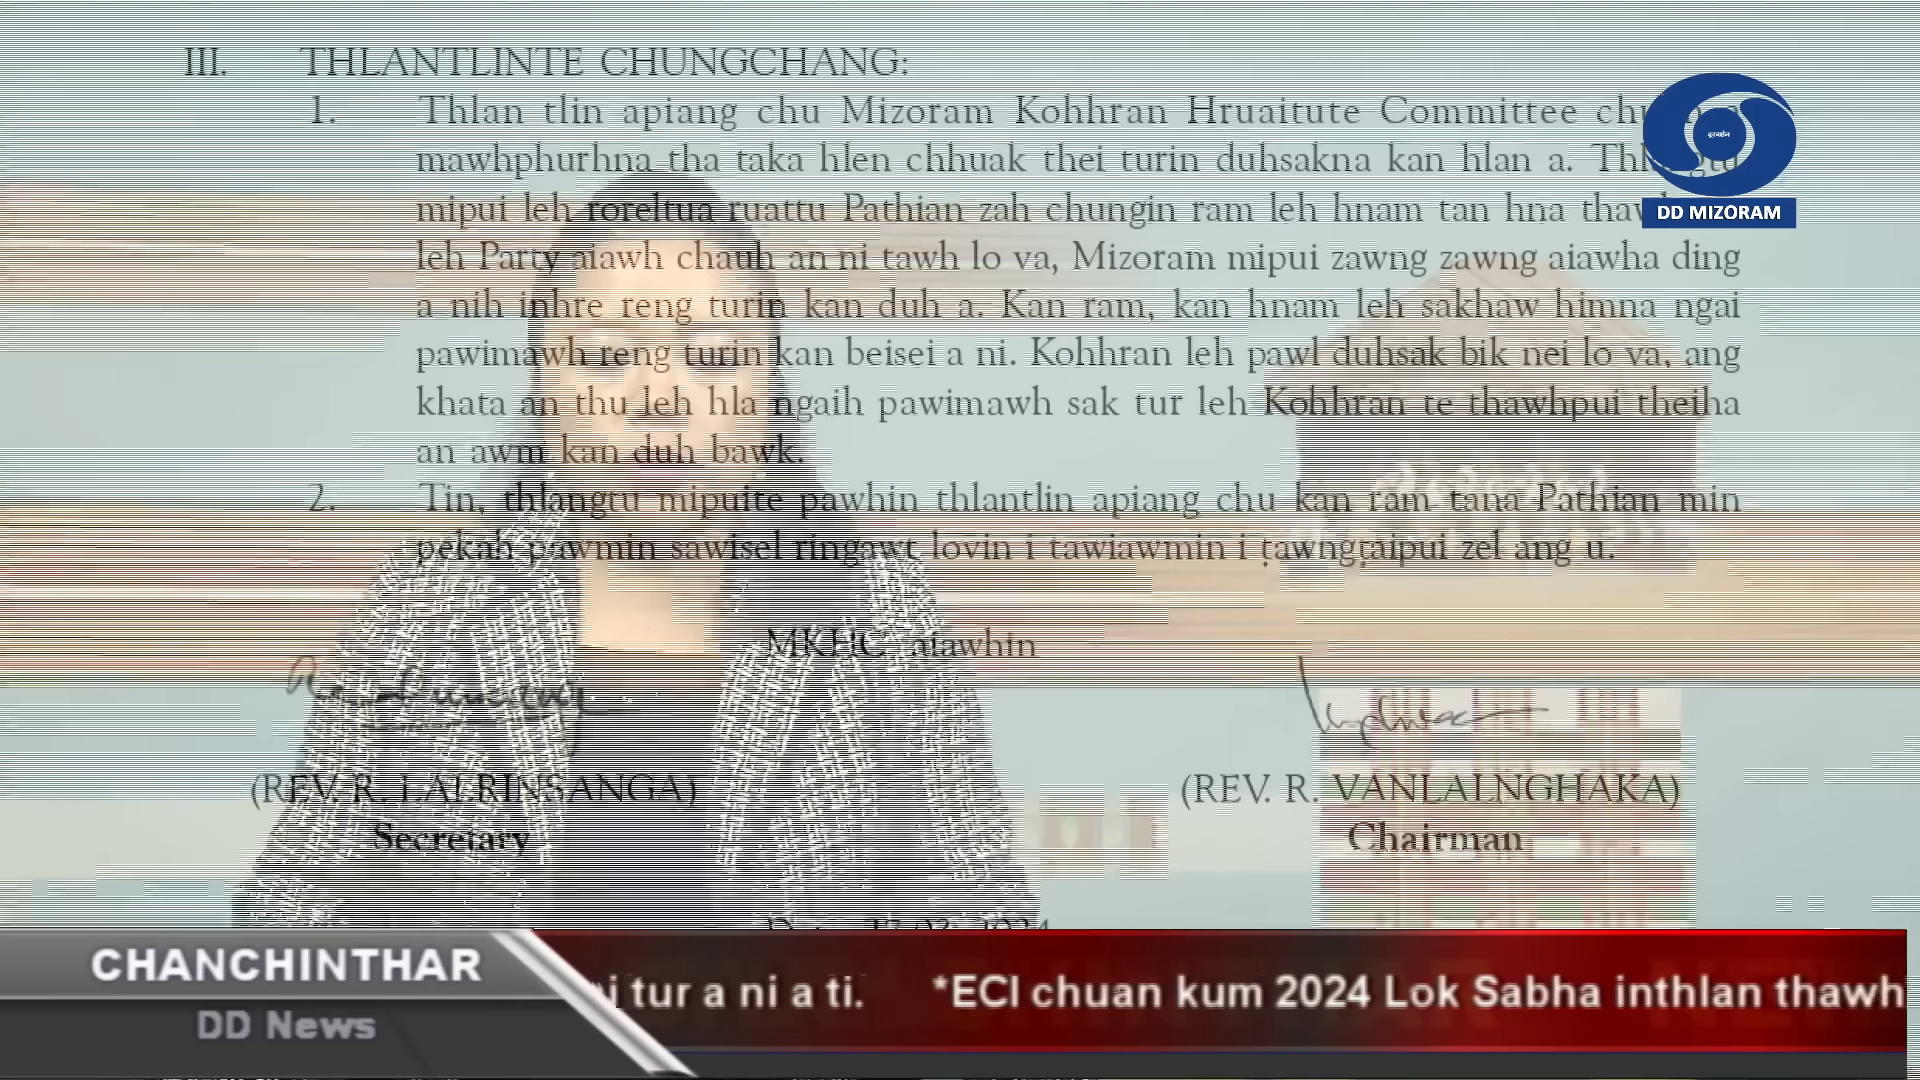 III. THLANTLINTE CHUNGCHANG:
1. Thlan tlin apiang chu Mizoram Kohhran Hruaitute Committee
mawhphurhna tha taka hlen chhuak thei turin duhsakna kan hlan a.
mipui leh roreltua ruattu Pathian zah chungin ram leh hnam tan hna
leh Party aiawh chauh an ni tawh lo va, Mizoram mipui zawng zawng aiawha ding
a nih inhre reng turin kan duh a. Kan ram, kan hnam leh sakhaw himna ngai
pawimawh reng turin kan beisei a ni. Kohhran leh pawl duhsak bik nei lo va, ang
khata an thu leh hla ngaih pawimawh sak tur leh Kohhran te thawhpui theiha
an awm kan duh bawk.
2. Tin, thlangtu mipuite pawhin thlantlin apiang chu kan ram tana Pathian min
pekah pawmin sawisel ringawt lovin i tawiawmin i ṭawngṭaipui zel ang u.
MKHC aiawhin
(REV. R. LALRINSANGA) (REV. R. VANLALNGHAKA)
Secretary Chairman
दूरदर्शन
DD MIZORAM
CHANCHINTHAR
DD News
tur a ni a ti. *ECI chuan kum 2024 Lok Sabha inthlan thawh